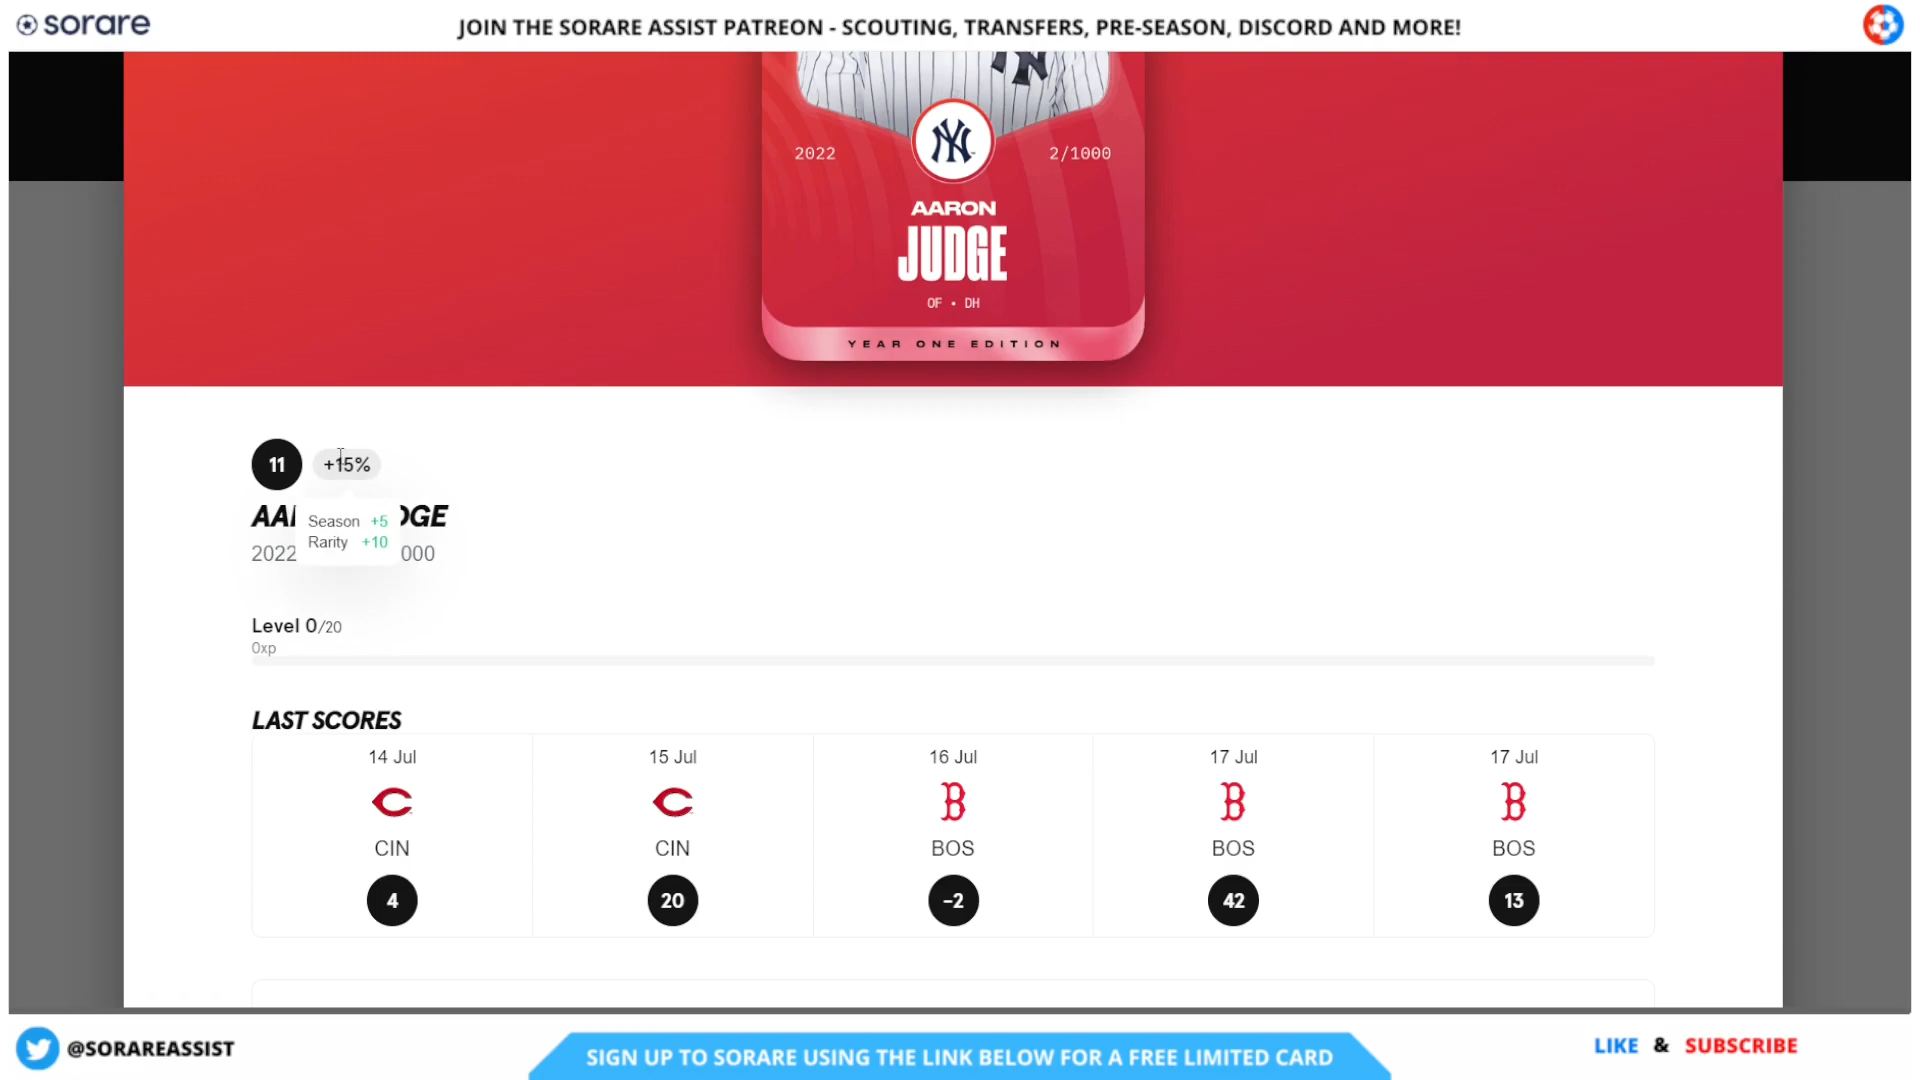 sorare
JOIN THE SORARE ASSIST PATREON - SCOUTING, TRANSFERS, PRE-SEASON, DISCORD AND MORE!
NY
2022
2/1000
AARON
JUDGE
OF • DH
YEAR ONE EDITION
11
+15%
Season +5
Rarity +10
2022
000
Level 0/20
0xp
LAST SCORES
14 Jul
15 Jul
16 Jul
17 Jul
17 Jul
CIN
CIN
BOS
BOS
BOS
4
20
-2
42
13
@SORAREASSIST
SIGN UP TO SORARE USING THE LINK BELOW FOR A FREE LIMITED CARD
LIKE & SUBSCRIBE